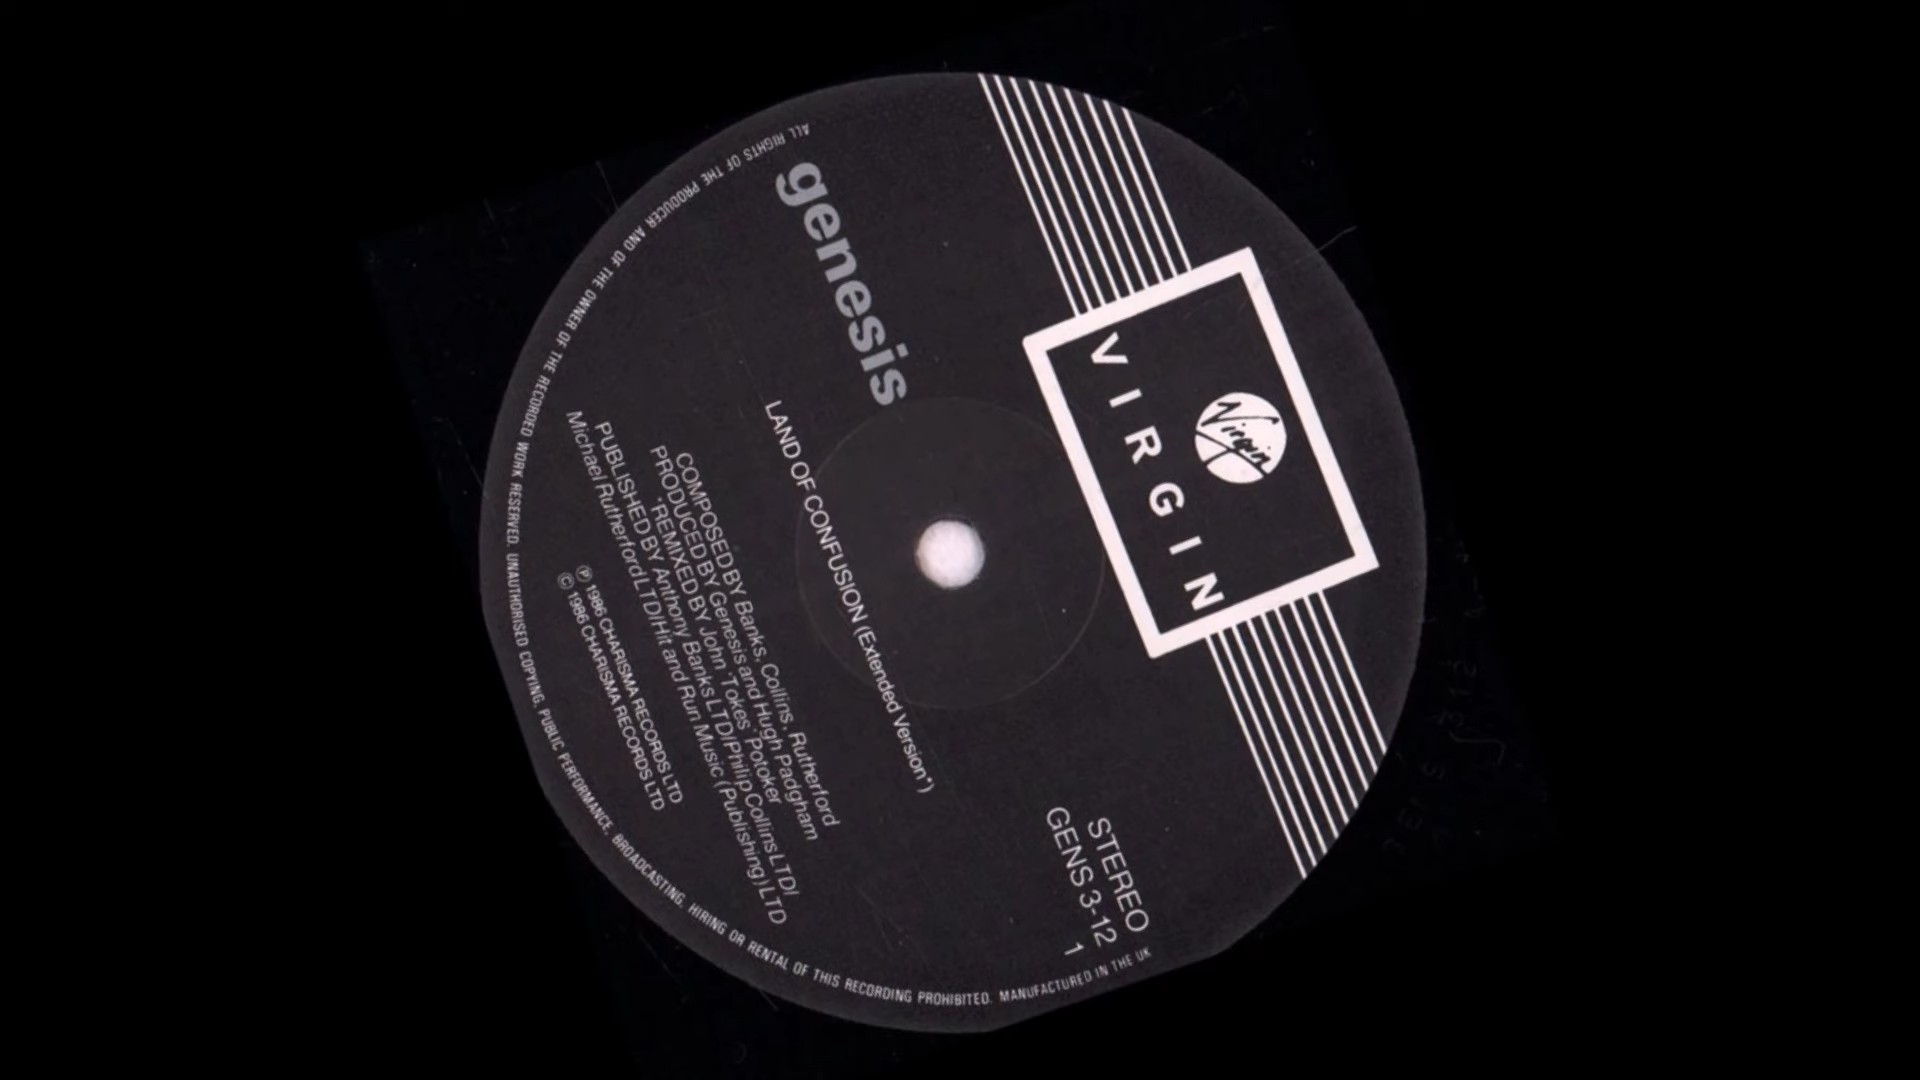 Virgin
VIRGIN
STEREO
GENS 3-12
1
genesis
LAND OF CONFUSION (Extended Version*)
COMPOSED BY Banks, Collins, Rutherford
PRODUCED BY Genesis and Hugh Padgham
*REMIXED BY John 'Tokes' Potoker
PUBLISHED BY Anthony Banks LTD/Philip Collins LTD/
Michael Rutherford LTD/Hit and Run Music (Publishing) LTD
℗ 1986 CHARISMA RECORDS LTD
© 1986 CHARISMA RECORDS LTD
ALL RIGHTS OF THE PRODUCER AND OF THE OWNER OF THE RECORDED WORK RESERVED. UNAUTHORISED COPYING, PUBLIC PERFORMANCE, BROADCASTING, HIRING OR RENTAL OF THIS RECORDING PROHIBITED. MANUFACTURED IN THE UK